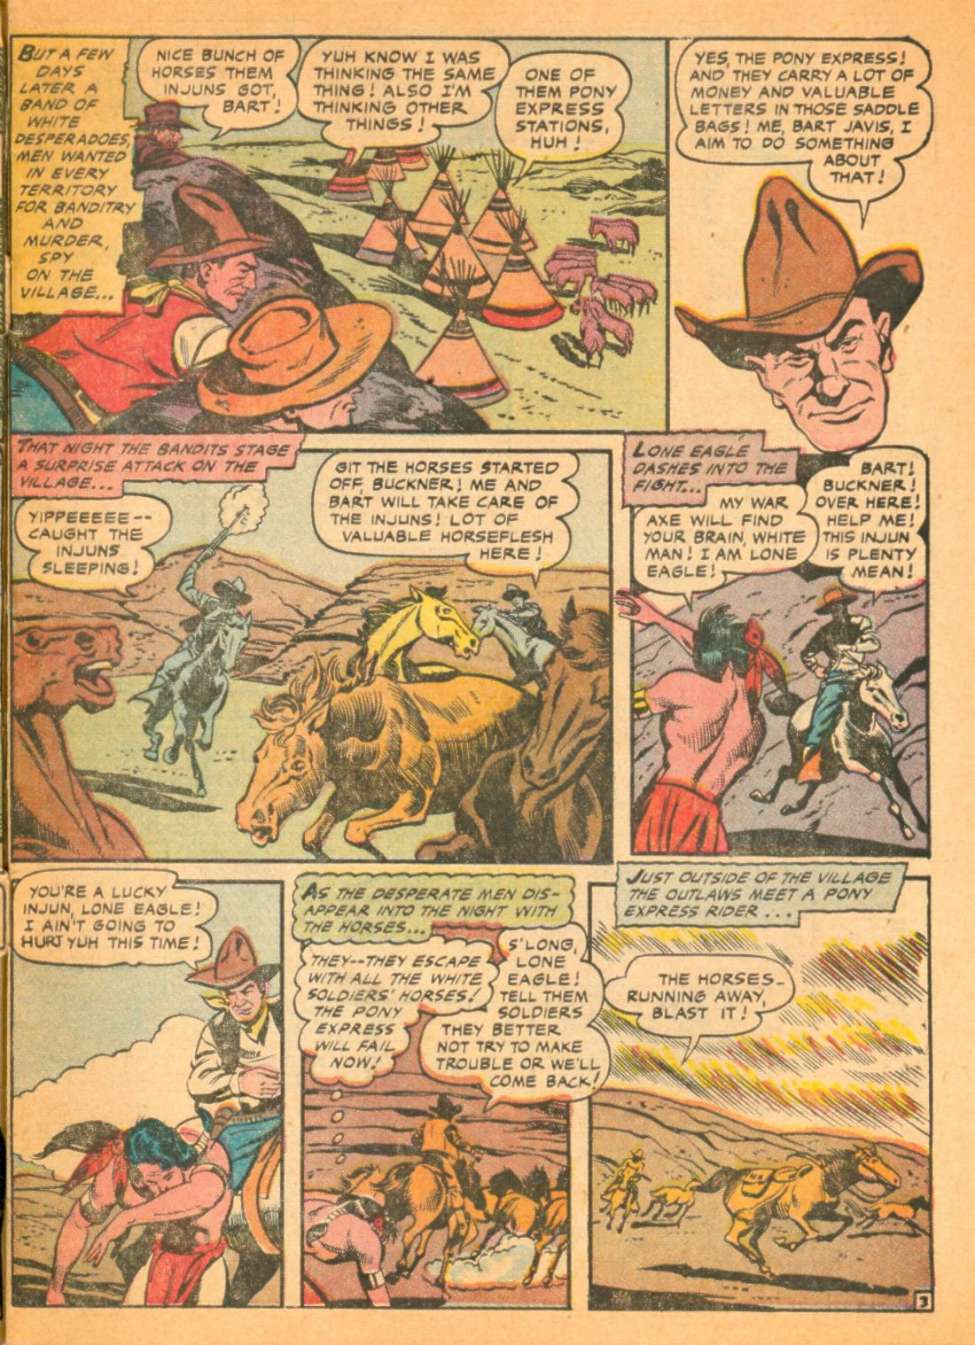 BUT A FEW
DAYS
LATER A
BAND OF
WHITE
DESPERADOES,
MEN WANTED
IN EVERY
TERRITORY
FOR BANDITRY
AND
MURDER,
SPY
ON THE
VILLAGE...
NICE BUNCH OF
HORSES THEM
INJUNS GOT,
BART!
YUH KNOW I WAS
THINKING THE SAME
THING! ALSO I'M
THINKING OTHER
THINGS!
ONE OF
THEM PONY
EXPRESS
STATIONS,
HUH!
YES, THE PONY EXPRESS!
AND THEY CARRY A LOT OF
MONEY AND VALUABLE
LETTERS IN THOSE SADDLE
BAGS! ME, BART JAVIS, I
AIM TO DO SOMETHING
ABOUT
THAT!
THAT NIGHT THE BANDITS STAGE
A SURPRISE ATTACK ON THE
VILLAGE...
YIPPEEEEE--
CAUGHT THE
INJUNS
SLEEPING!
GIT THE HORSES STARTED
OFF, BUCKNER! ME AND
BART WILL TAKE CARE OF
THE INJUNS! LOT OF
VALUABLE HORSEFLESH
HERE!
LONE EAGLE
DASHES INTO THE
FIGHT...
MY WAR
AXE WILL FIND
YOUR BRAIN, WHITE
MAN! I AM LONE
EAGLE!
BART!
BUCKNER!
OVER HERE!
HELP ME!
THIS INJUN
IS PLENTY
MEAN!
YOU'RE A LUCKY
INJUN, LONE EAGLE!
I AIN'T GOING TO
HURT YUH THIS TIME!
AS THE DESPERATE MEN DIS-
APPEAR INTO THE NIGHT WITH
THE HORSES...
THEY--THEY ESCAPE
WITH ALL THE WHITE
SOLDIERS' HORSES!
THE PONY
EXPRESS
WILL FAIL
NOW!
S'LONG,
LONE
EAGLE!
TELL THEM
SOLDIERS
THEY BETTER
NOT TRY TO MAKE
TROUBLE OR WE'LL
COME BACK!
JUST OUTSIDE OF THE VILLAGE
THE OUTLAWS MEET A PONY
EXPRESS RIDER...
THE HORSES-
RUNNING AWAY,
BLAST IT!
3